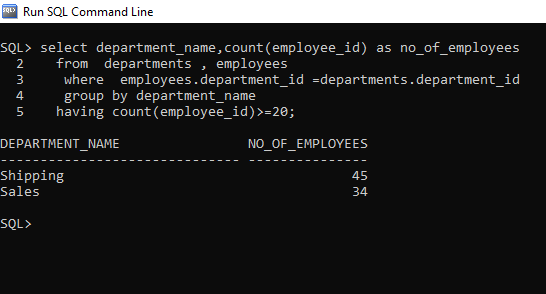 Run SQL Command Line
SQL> select department_name,count(employee_id) as no_of_employees
2 from departments , employees
3 where employees.department_id =departments.department_id
4 group by department_name
5 having count(employee_id)>=20;
DEPARTMENT_NAME NO_OF_EMPLOYEES
------------------------------ ---------------
Shipping 45
Sales 34
SQL>